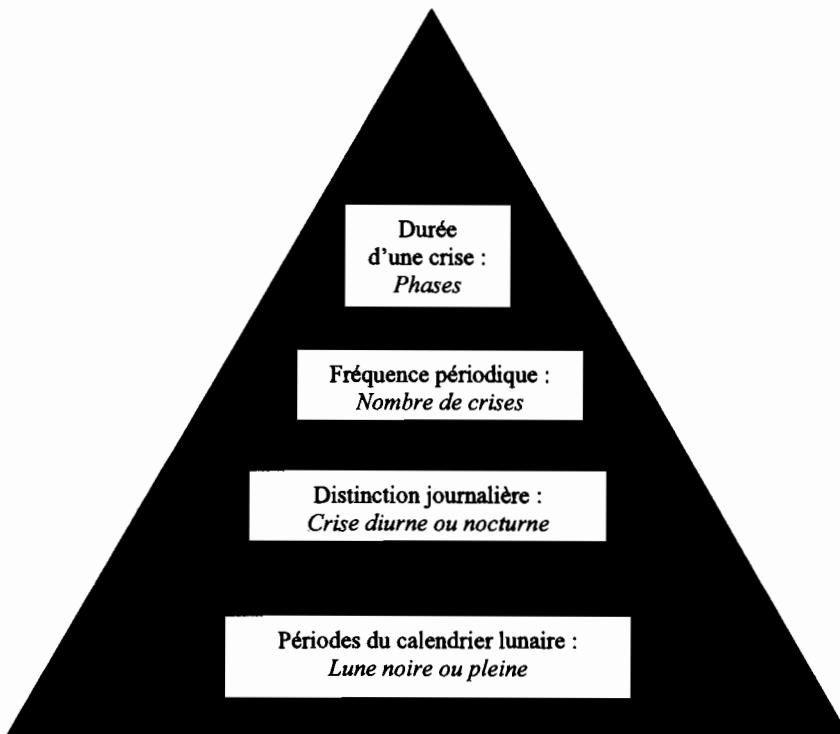 Durée
d'une crise :
Phases
Fréquence périodique :
Nombre de crises
Distinction journalière :
Crise diurne ou nocturne
Périodes du calendrier lunaire :
Lune noire ou pleine